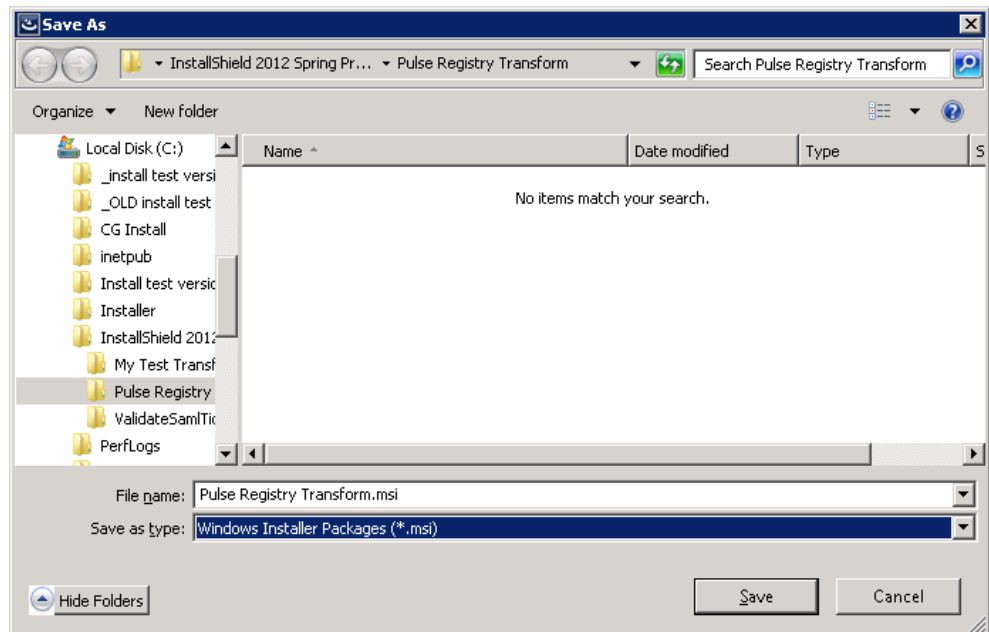 Save As
InstallShield 2012 Spring Pr... Pulse Registry Transform Search Pulse Registry Transform
Organize New folder
Local Disk (C:) Name Date modified Type S
_install test versi
_OLD install test
CG Install
inetpub
Install test versic
Installer
InstallShield 2012
My Test Transf
Pulse Registry
ValidateSamlTic
PerfLogs
No items match your search.
File name: Pulse Registry Transform.msi
Save as type: Windows Installer Packages (*.msi)
Hide Folders Save Cancel